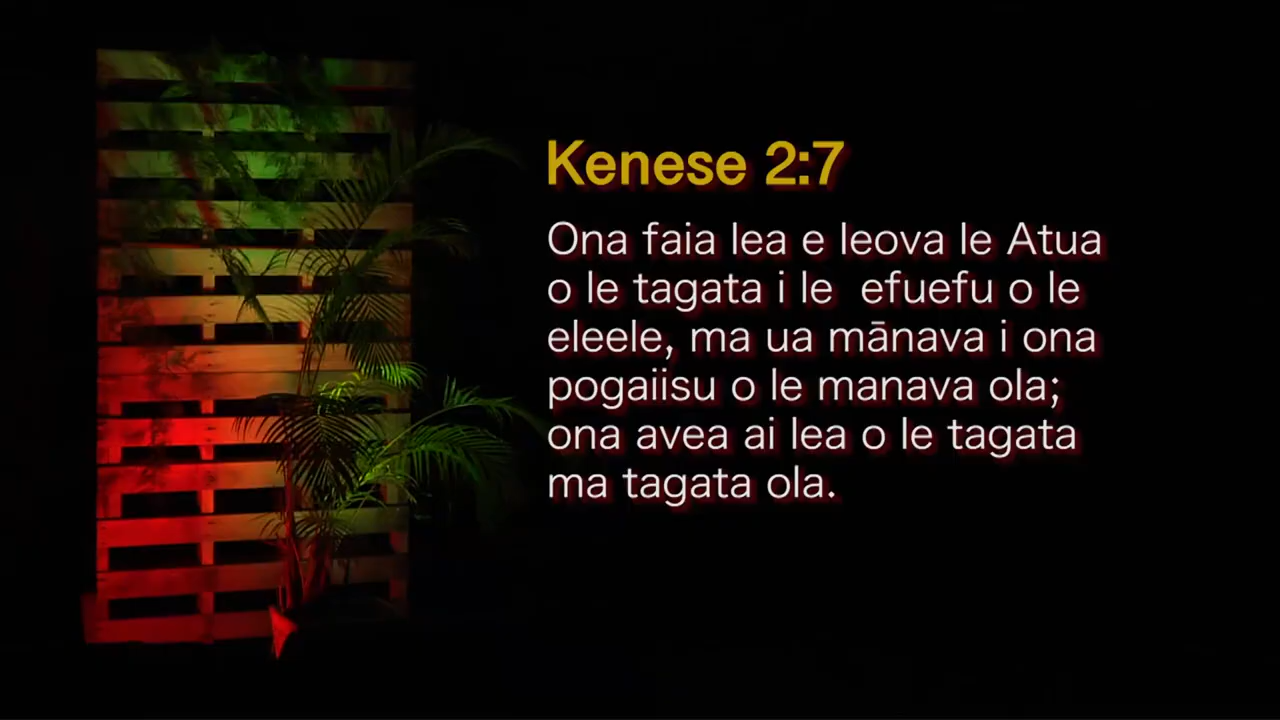 Kenese 2:7
Ona faia lea e leova le Atua
o le tagata i le efuefu o le
eleele, ma ua mānava i ona
pogaiisu o le manava ola;
ona avea ai lea o le tagata
ma tagata ola.